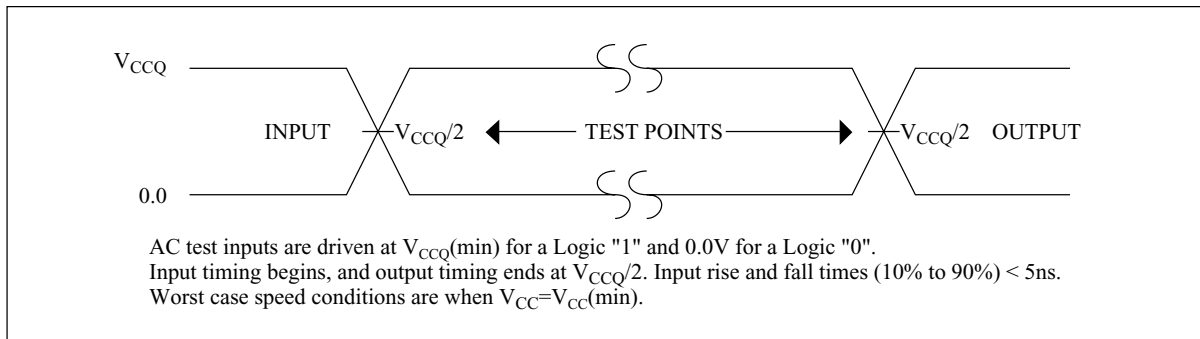 VCCQ
INPUT VCCQ/2 TEST POINTS VCCQ/2 OUTPUT
0.0
AC test inputs are driven at VCCQ(min) for a Logic "1" and 0.0V for a Logic "0".
Input timing begins, and output timing ends at VCCQ/2. Input rise and fall times (10% to 90%) < 5ns.
Worst case speed conditions are when VCC=VCC(min).